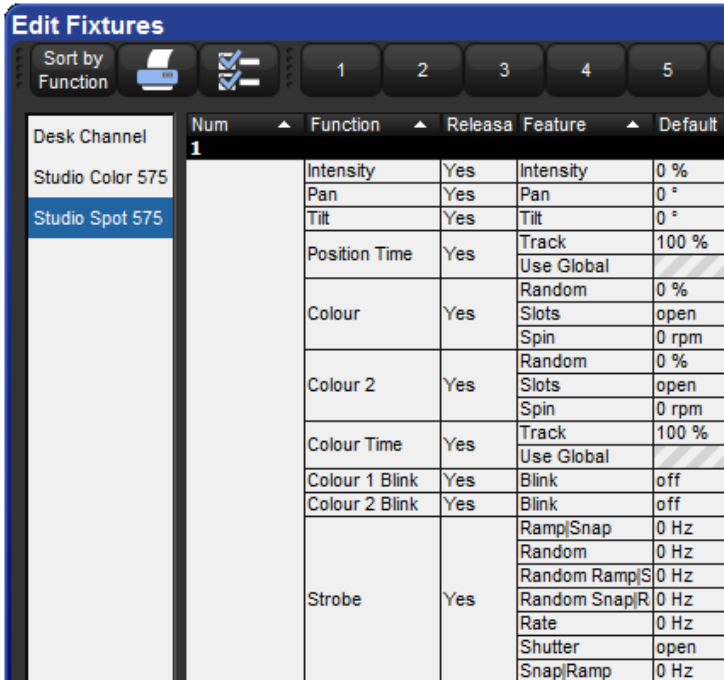 Edit Fixtures
Sort by
Function
1 2 3 4 5
Desk Channel
Studio Color 575
Studio Spot 575
Num Function Releasa Feature Default
1
Intensity Yes Intensity 0 %
Pan Yes Pan 0 °
Tilt Yes Tilt 0 °
Position Time Yes Track 100 %
Use Global
Colour Yes Random 0 %
Slots open
Spin 0 rpm
Colour 2 Yes Random 0 %
Slots open
Spin 0 rpm
Colour Time Yes Track 100 %
Use Global
Colour 1 Blink Yes Blink off
Colour 2 Blink Yes Blink off
Strobe Yes Ramp|Snap 0 Hz
Random 0 Hz
Random Ramp|S 0 Hz
Random Snap|R 0 Hz
Rate 0 Hz
Shutter open
Snap|Ramp 0 Hz